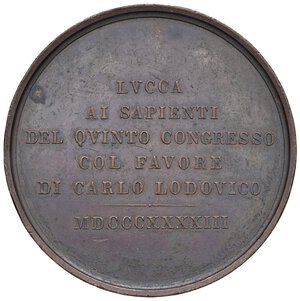 LVCCA
AI SAPIENTI
DEL QVINTO CONGRESSO
COL FAVORE
DI CARLO LODOVICO
MDCCCXXXXIII